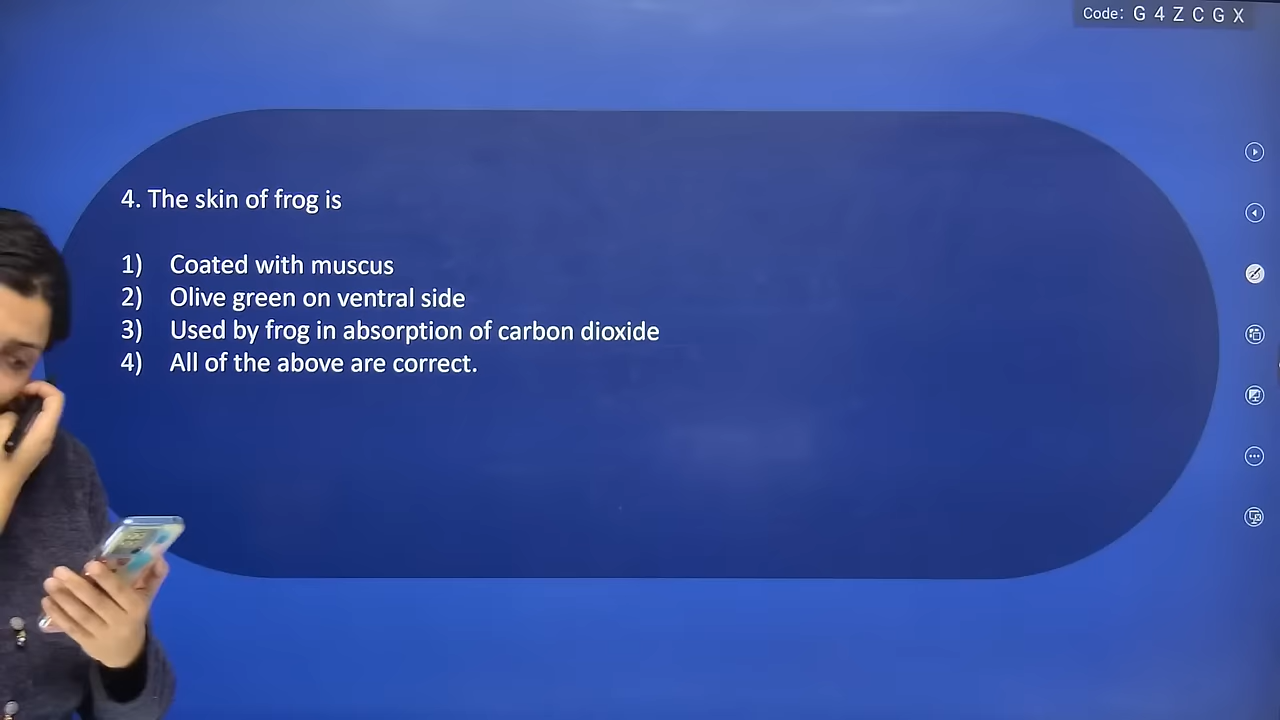 Code: G 4 Z C G X
4. The skin of frog is
1) Coated with muscus
2) Olive green on ventral side
3) Used by frog in absorption of carbon dioxide
4) All of the above are correct.